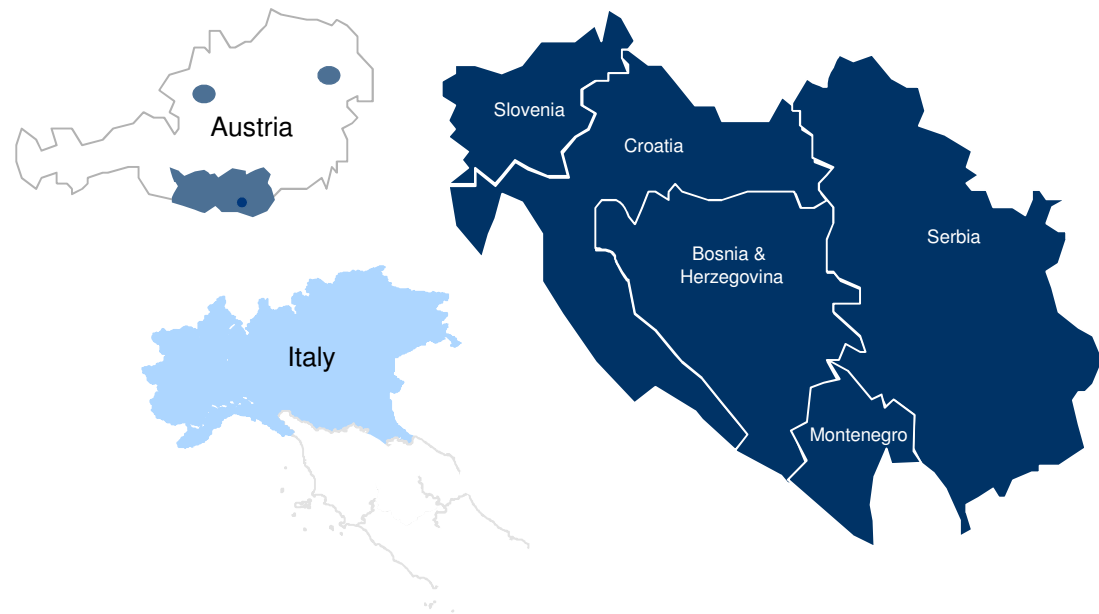 Slovenia
Austria
Croatia
Serbia
Bosnia &
Herzegovina
Italy
Montenegro